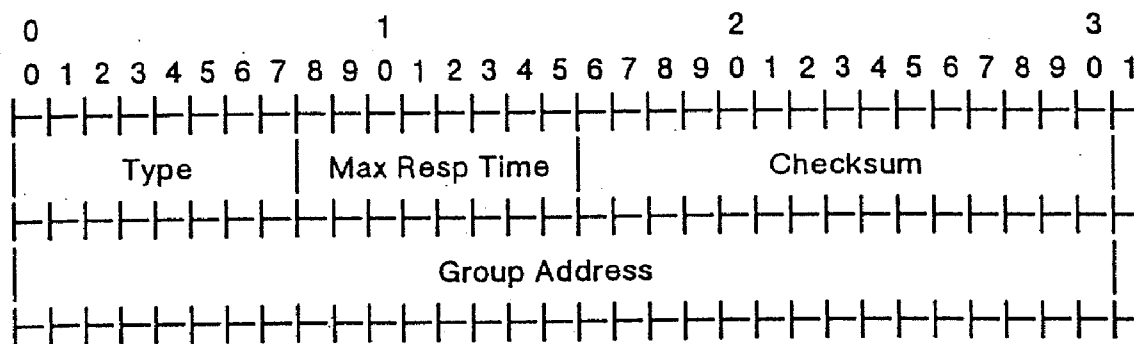 0 1 2 3
0 1 2 3 4 5 6 7 8 9 0 1 2 3 4 5 6 7 8 9 0 1 2 3 4 5 6 7 8 9 0 1
Type Max Resp Time Checksum
Group Address